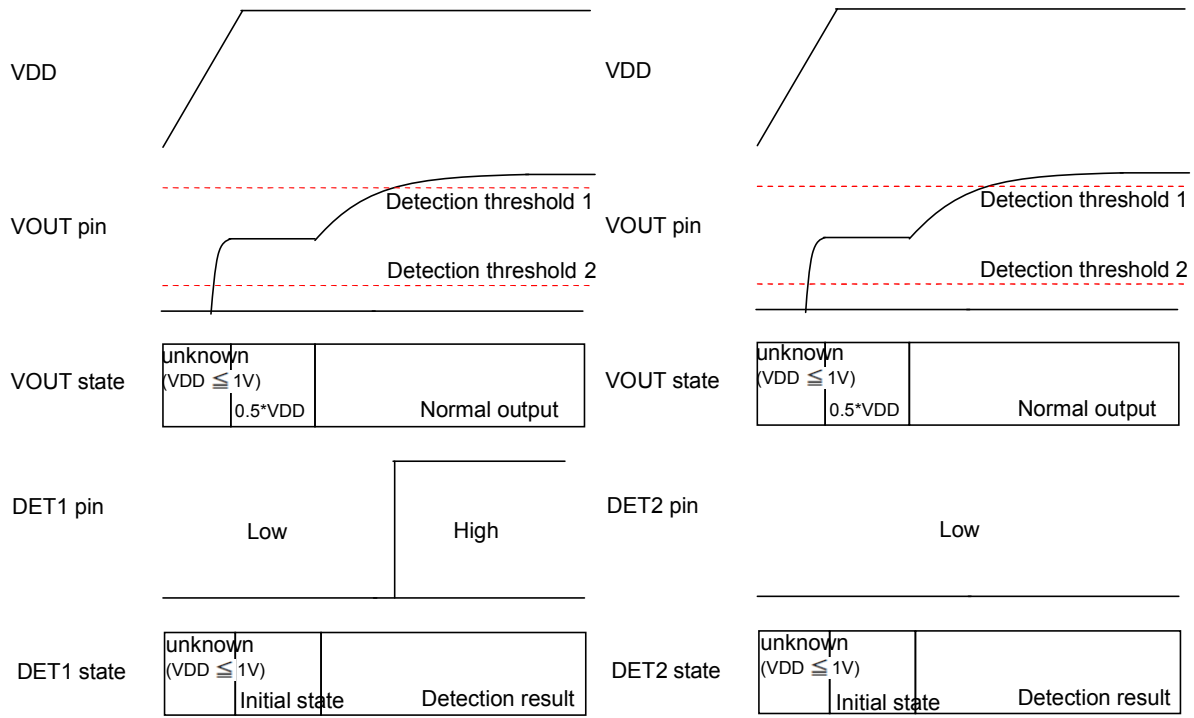 VDD
Detection threshold 1
VOUT pin
Detection threshold 2
unknown
(VDD ≦ 1V)
VOUT state
0.5*VDD
Normal output
DET1 pin
Low
High
unknown
(VDD ≦ 1V)
DET1 state
Initial state
Detection result
VDD
Detection threshold 1
VOUT pin
Detection threshold 2
unknown
(VDD ≦ 1V)
VOUT state
0.5*VDD
Normal output
DET2 pin
Low
unknown
(VDD ≦ 1V)
DET2 state
Initial state
Detection result